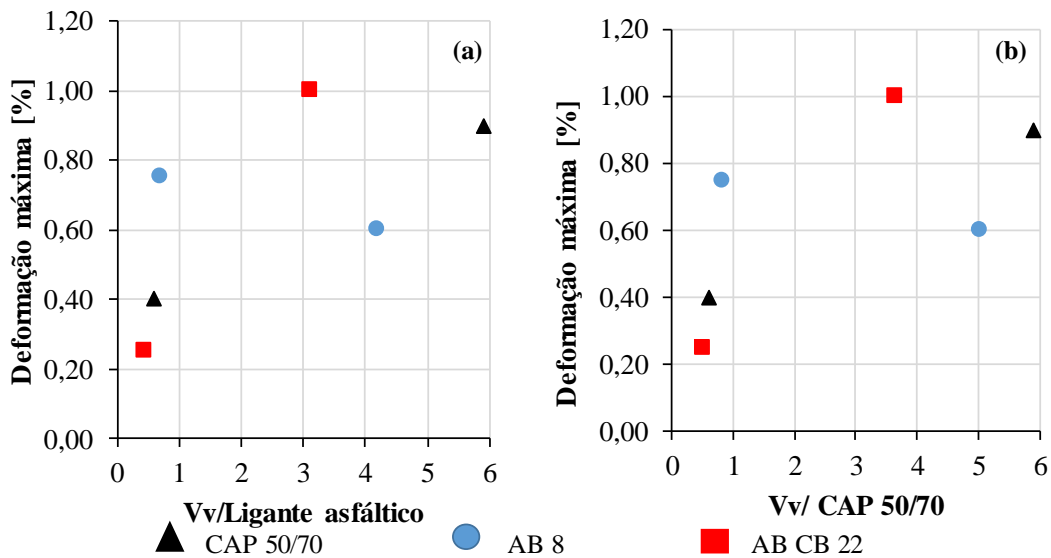 1,20
1,00
0,80
0,60
0,40
0,20
0,00
Deformação máxima [%]
(a)
0 1 2 3 4 5 6
Vv/Ligante asfáltico
1,20
1,00
0,80
0,60
0,40
0,20
0,00
Deformação máxima [%]
(b)
0 1 2 3 4 5 6
Vv/ CAP 50/70
CAP 50/70 AB 8 AB CB 22